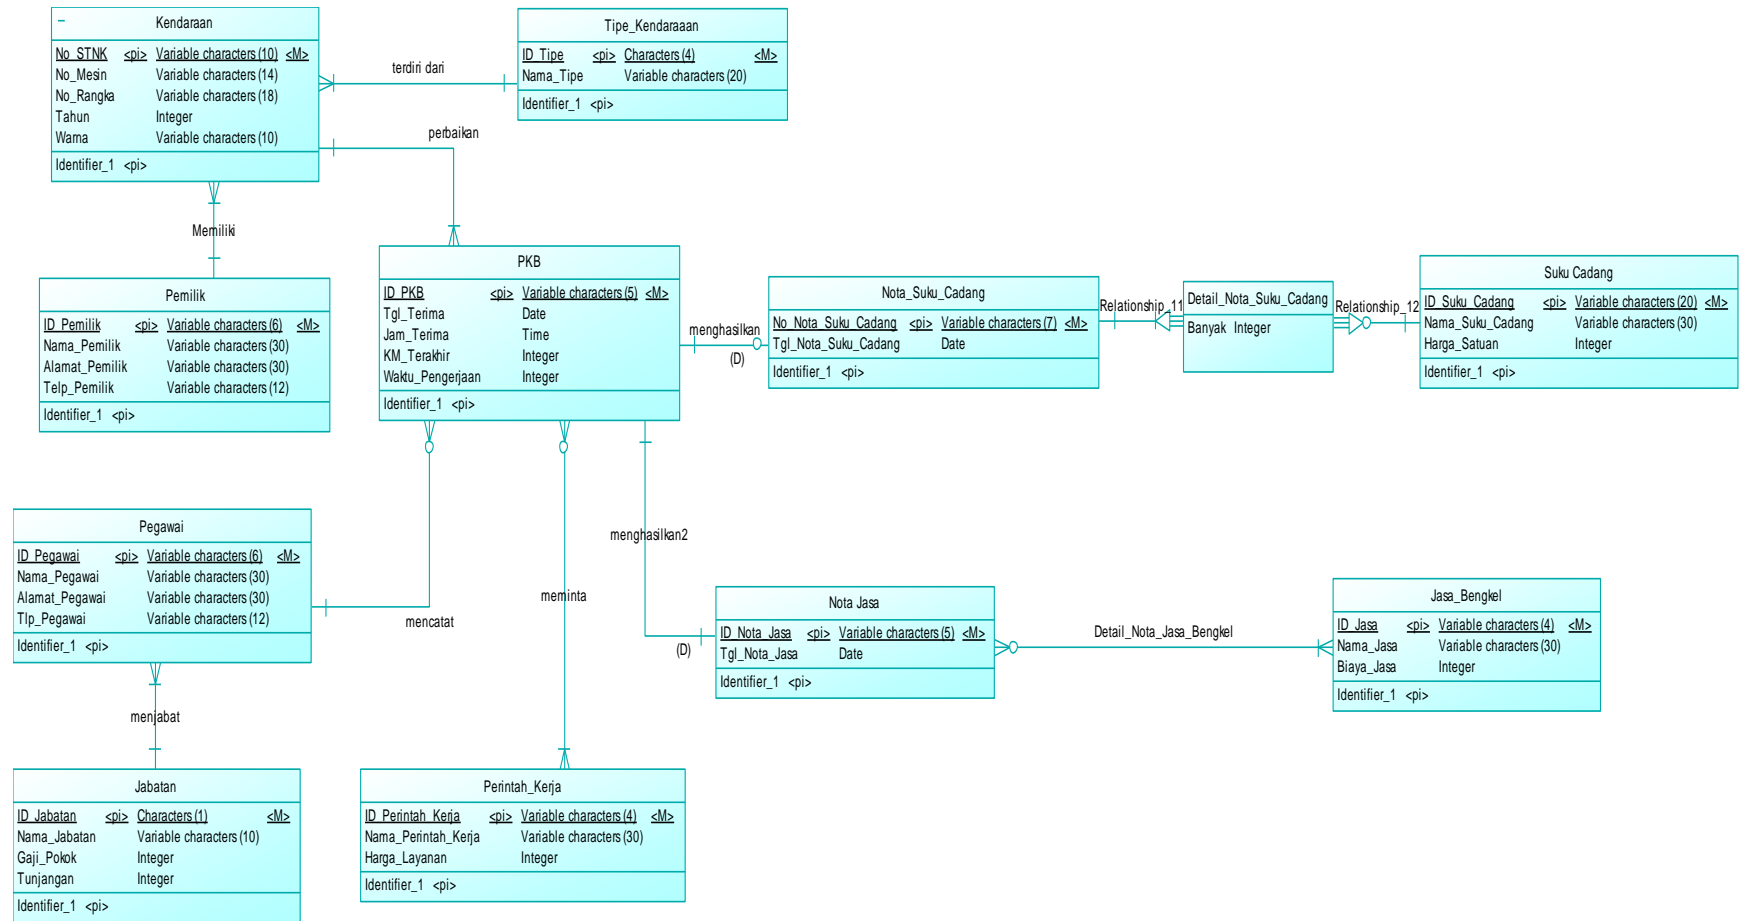 Kendaraan
No_STNK <pi> Variable characters (10) <M>
No_Mesin Variable characters (14)
No_Rangka Variable characters (18)
Tahun Integer
Warna Variable characters (10)
Identifier_1 <pi>
terdiri dari
Tipe_Kendaraaan
ID_Tipe <pi> Characters (4) <M>
Nama_Tipe Variable characters (20)
Identifier_1 <pi>
perbaikan
Memiliki
Pemilik
ID_Pemilik <pi> Variable characters (6) <M>
Nama_Pemilik Variable characters (30)
Alamat_Pemilik Variable characters (30)
Telp_Pemilik Variable characters (12)
Identifier_1 <pi>
PKB
ID_PKB <pi> Variable characters (5) <M>
Tgl_Terima Date
Jam_Terima Time
KM_Terakhir Integer
Waktu_Pengerjaan Integer
Identifier_1 <pi>
menghasilkan
(D)
Nota_Suku_Cadang
No_Nota_Suku_Cadang <pi> Variable characters (7) <M>
Tgl_Nota_Suku_Cadang Date
Identifier_1 <pi>
Relationship_11
Detail_Nota_Suku_Cadang
Banyak Integer
Relationship_12
Suku Cadang
ID_Suku_Cadang <pi> Variable characters (20) <M>
Nama_Suku_Cadang Variable characters (30)
Harga_Satuan Integer
Identifier_1 <pi>
Pegawai
ID_Pegawai <pi> Variable characters (6) <M>
Nama_Pegawai Variable characters (30)
Alamat_Pegawai Variable characters (30)
Tlp_Pegawai Variable characters (12)
Identifier_1 <pi>
mencatat
meminta
menghasilkan2
(D)
Nota Jasa
ID_Nota_Jasa <pi> Variable characters (5) <M>
Tgl_Nota_Jasa Date
Identifier_1 <pi>
Detail_Nota_Jasa_Bengkel
Jasa_Bengkel
ID_Jasa <pi> Variable characters (4) <M>
Nama_Jasa Variable characters (30)
Biaya_Jasa Integer
Identifier_1 <pi>
menjabat
Jabatan
ID_Jabatan <pi> Characters (1) <M>
Nama_Jabatan Variable characters (10)
Gaji_Pokok Integer
Tunjangan Integer
Identifier_1 <pi>
Perintah_Kerja
ID_Perintah_Kerja <pi> Variable characters (4) <M>
Nama_Perintah_Kerja Variable characters (30)
Harga_Layanan Integer
Identifier_1 <pi>